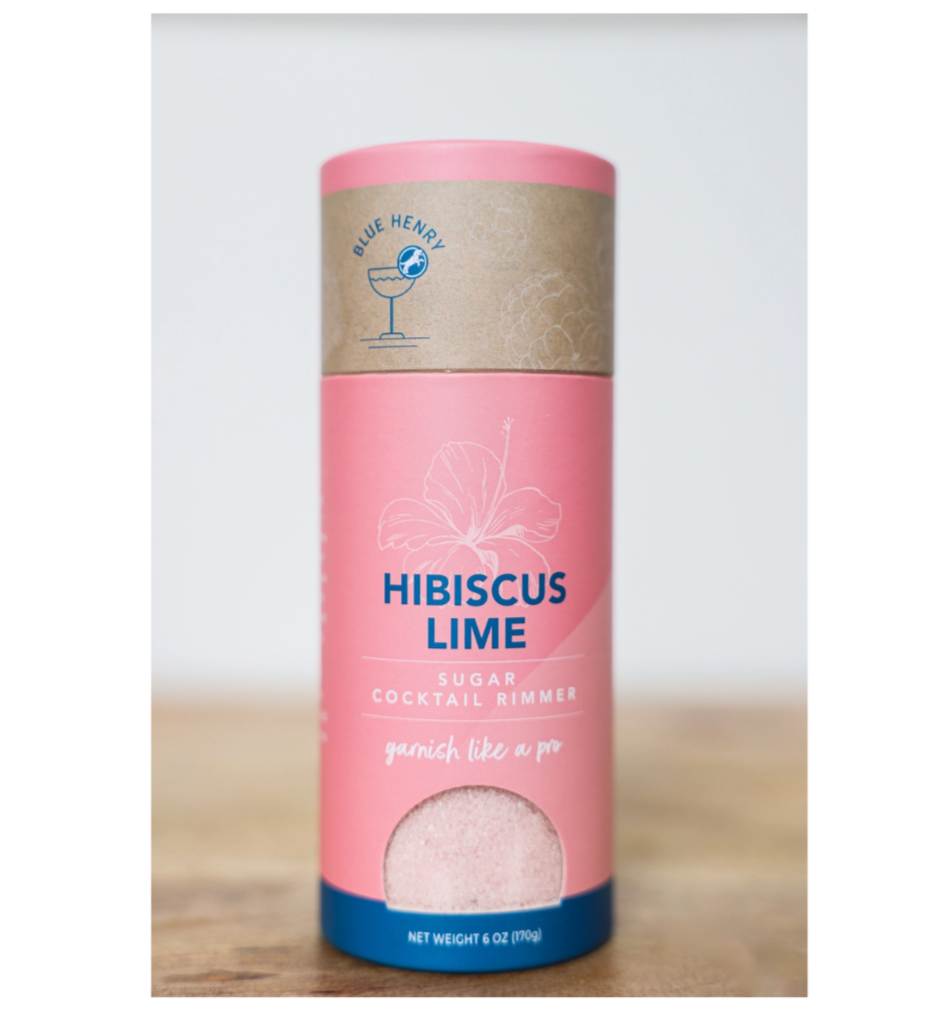 BLUE HENRY
HIBISCUS
LIME
SUGAR
COCKTAIL RIMMER
garnish like a pro
NET WEIGHT 6 OZ (170g)